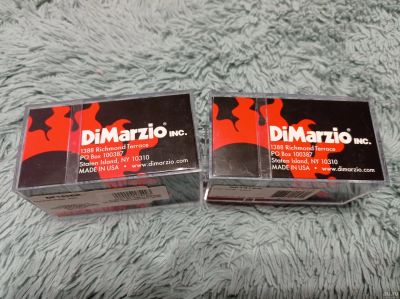 DiMarzio® INC.
1388 Richmond Terrace
PO Box 100387
Staten Island, NY 10310
MADE IN USA • www.dimarzio.com
DiMarzio® INC.
1388 Richmond Terrace
PO Box 100387
Staten Island, NY 10310
MADE IN USA • www.dimarzio.com